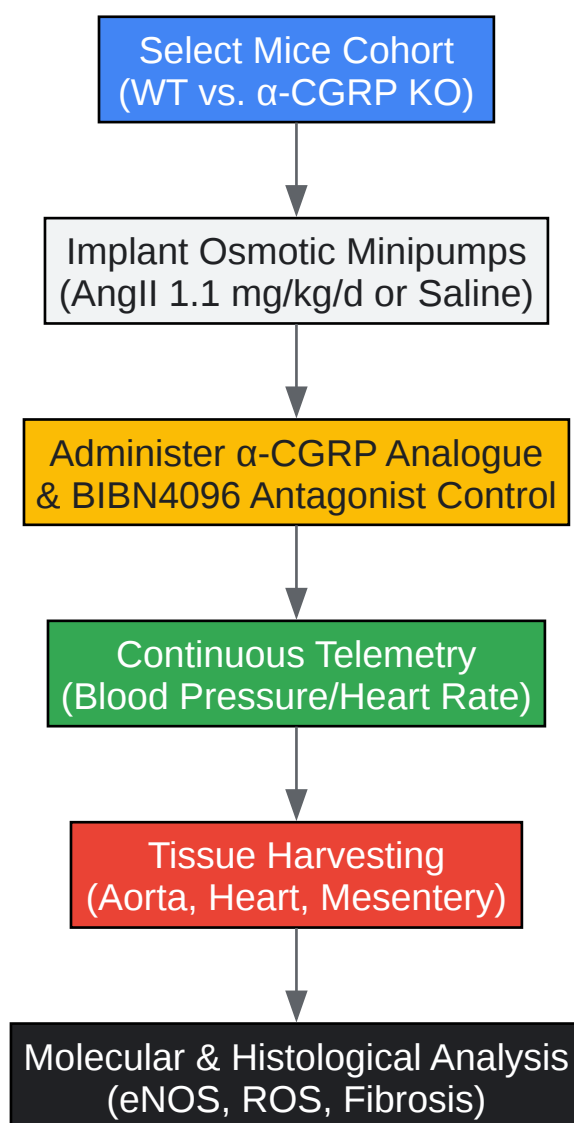 Select Mice Cohort
(WT vs. α-CGRP KO)
Implant Osmotic Minipumps
(AngII 1.1 mg/kg/d or Saline)
Administer α-CGRP Analogue
& BIBN4096 Antagonist Control
Continuous Telemetry
(Blood Pressure/Heart Rate)
Tissue Harvesting
(Aorta, Heart, Mesentery)
Molecular & Histological Analysis
(eNOS, ROS, Fibrosis)